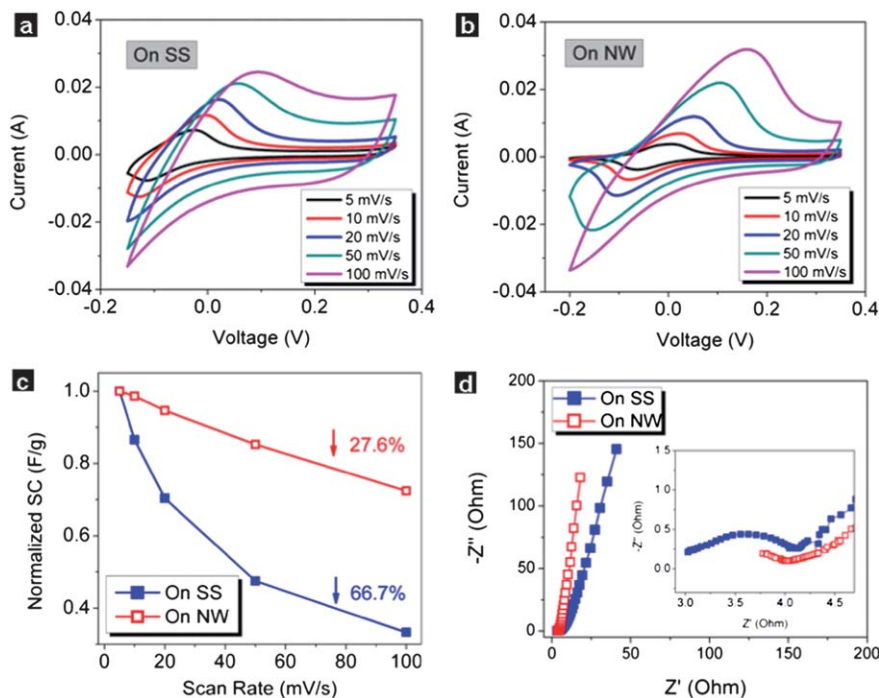 a
On SS
0.04
0.02
0.00
-0.02
-0.04
Current (A)
5 mV/s
10 mV/s
20 mV/s
50 mV/s
100 mV/s
-0.2
0.0
0.2
0.4
Voltage (V)
b
On NW
0.04
0.02
0.00
-0.02
-0.04
Current (A)
5 mV/s
10 mV/s
20 mV/s
50 mV/s
100 mV/s
-0.2
0.0
0.2
0.4
Voltage (V)
c
1.0
0.8
0.6
0.4
Normalized SC (F/g)
27.6%
66.7%
On SS
On NW
0
20
40
60
80
100
Scan Rate (mV/s)
d
200
150
100
50
0
-Z'' (Ohm)
On SS
On NW
1.5
1.0
0.5
0.0
-Z'' (Ohm)
3.0
3.5
4.0
4.5
Z' (Ohm)
0
50
100
150
200
Z' (Ohm)